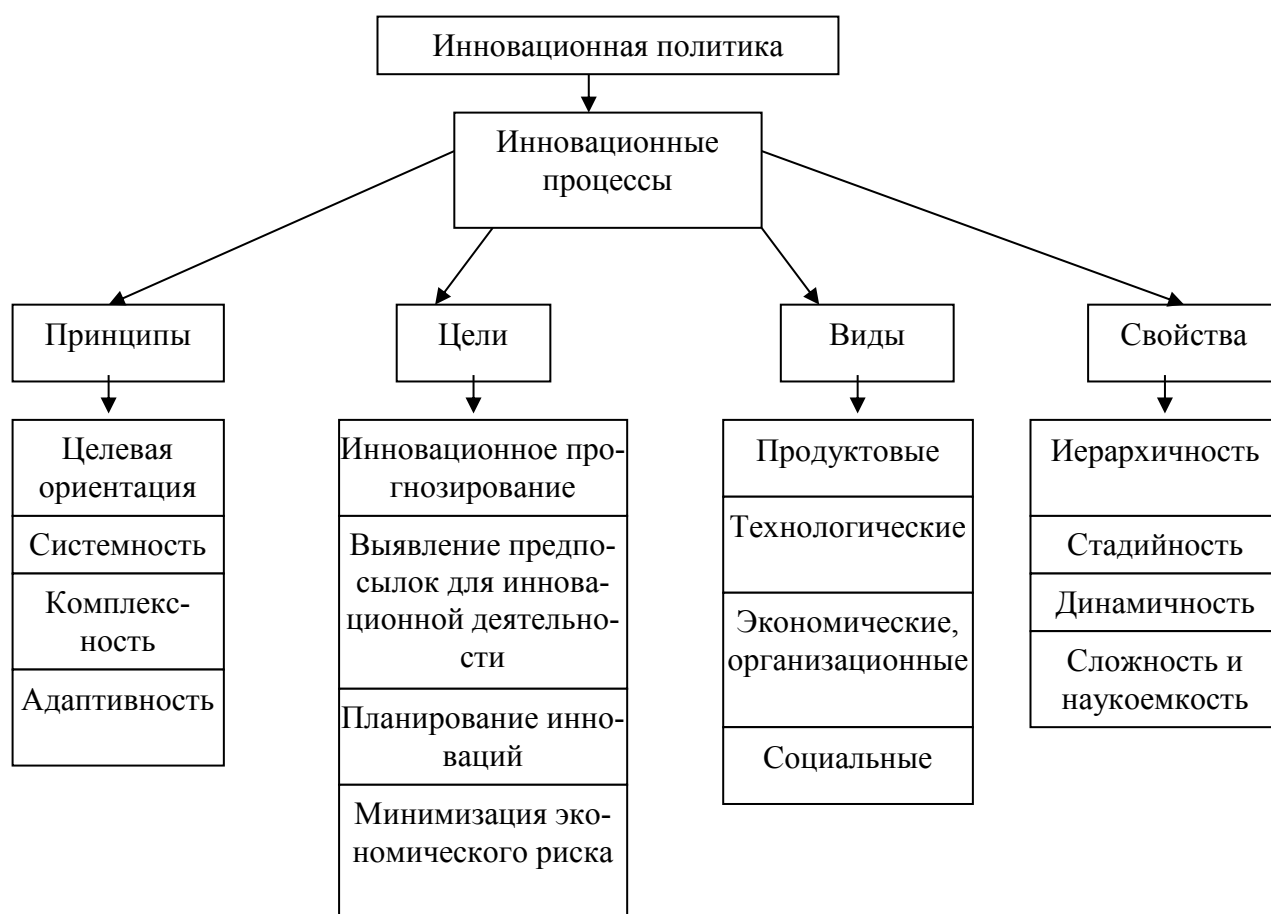 Инновационная политика
Инновационные
процессы
Принципы
Цели
Виды
Свойства
Целевая
ориентация
Системность
Комплекс-
ность
Адаптивность
Инновационное про-
гнозирование
Выявление предпо-
сылок для иннова-
ционной деятельно-
сти
Планирование инно-
ваций
Минимизация эко-
номического риска
Продуктовые
Технологические
Экономические,
организационные
Социальные
Иерархичность
Стадийность
Динамичность
Сложность и
наукоемкость